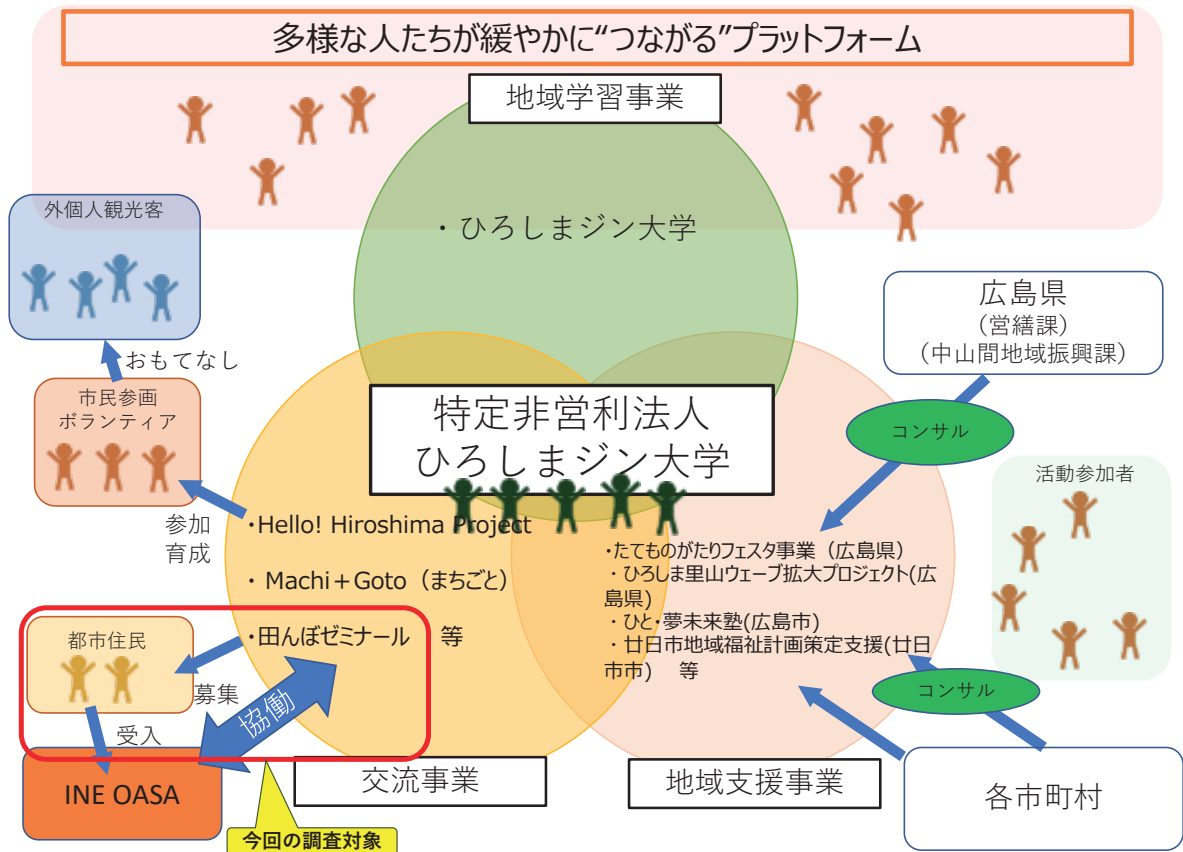 多様な人たちが緩やかに“つながる”プラットフォーム
地域学習事業
・ひろしまジン大学
外個人観光客
おもてなし
市民参画
ボランティア
参加
育成
広島県
(営繕課)
(中山間地域振興課)
コンサル
特定非営利法人
ひろしまジン大学
・Hello! Hiroshima Project
・Machi+Goto(まちごと)
・田んぼゼミナール 等
・たてものがたりフェスタ事業(広島県)
・ひろしま里山ウェーブ拡大プロジェクト(広
島県)
・ひと・夢未来塾(広島市)
・廿日市地域福祉計画策定支援(廿日
市市) 等
活動参加者
コンサル
都市住民
募集
協働
受入
INE OASA
交流事業
地域支援事業
各市町村
今回の調査対象